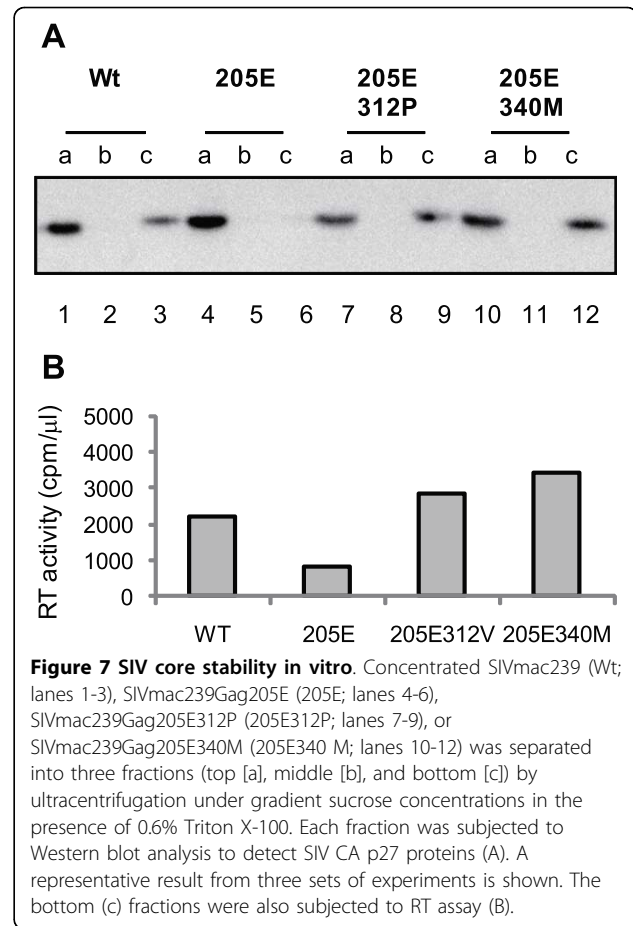 A
Wt 205E 205E 205E
312P 340M
a b c a b c a b c a b c
1 2 3 4 5 6 7 8 9 10 11 12
B
RT activity (cpm/μl)
5000
4000
3000
2000
1000
0
WT 205E 205E312V 205E340M
Figure 7 SIV core stability in vitro. Concentrated SIVmac239 (Wt;
lanes 1-3), SIVmac239Gag205E (205E; lanes 4-6),
SIVmac239Gag205E312P (205E312P; lanes 7-9), or
SIVmac239Gag205E340M (205E340 M; lanes 10-12) was separated
into three fractions (top [a], middle [b], and bottom [c]) by
ultracentrifugation under gradient sucrose concentrations in the
presence of 0.6% Triton X-100. Each fraction was subjected to
Western blot analysis to detect SIV CA p27 proteins (A). A
representative result from three sets of experiments is shown. The
bottom (c) fractions were also subjected to RT assay (B).